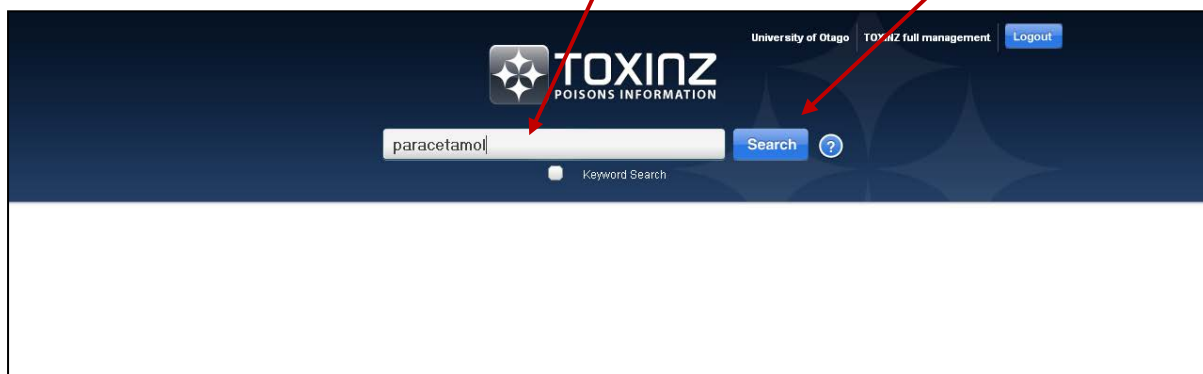 University of Otago TOXINZ full management Logout
TOXINZ
POISONS INFORMATION
paracetamol Search ?
Keyword Search